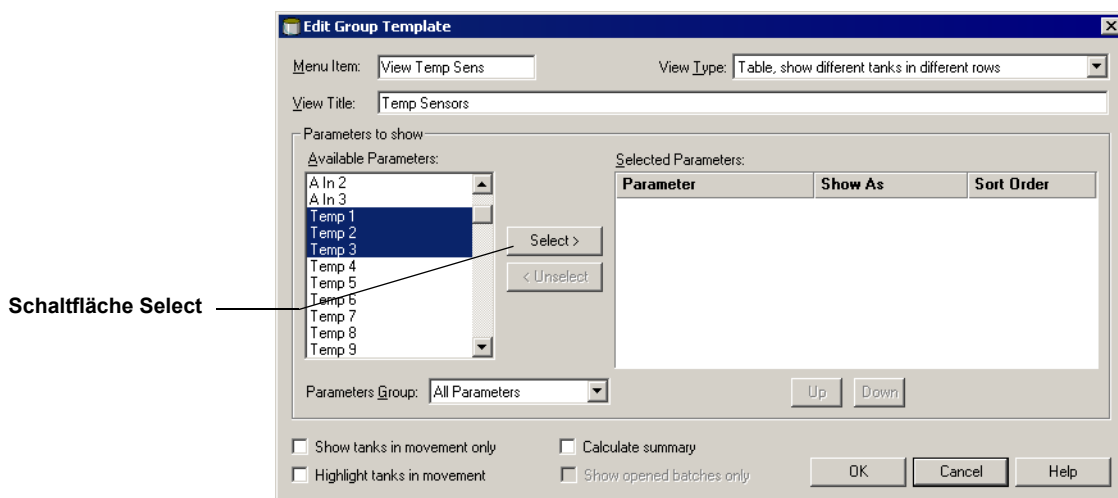 Edit Group Template
Menu Item: View Temp Sens View Type: Table, show different tanks in different rows
View Title: Temp Sensors
Parameters to show
Available Parameters: Selected Parameters:
Parameter Show As Sort Order
A In 2
A In 3
Temp 1
Temp 2
Temp 3
Temp 4
Temp 5
Temp 6
Temp 7
Temp 8
Temp 9
Select >
< Unselect
Schaltfläche Select
Parameters Group: All Parameters Up Down
Show tanks in movement only Calculate summary
Highlight tanks in movement Show opened batches only OK Cancel Help